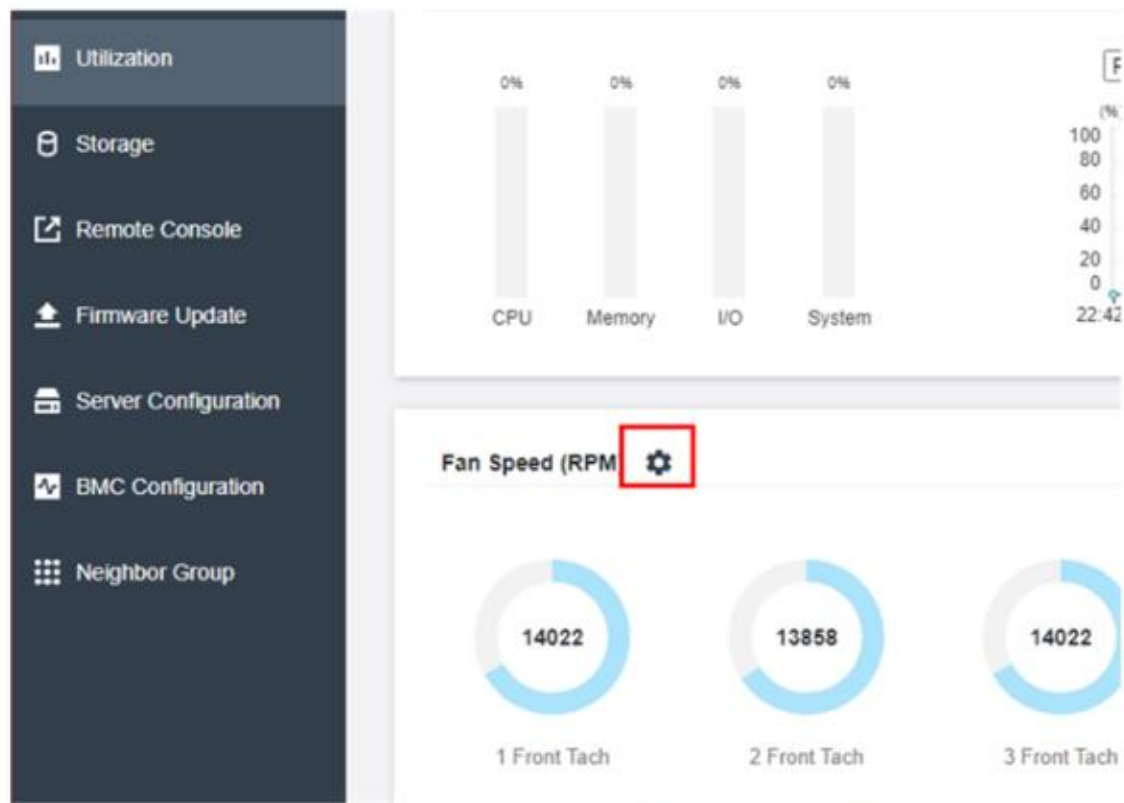 Utilization
Storage
Remote Console
Firmware Update
Server Configuration
BMC Configuration
Neighbor Group
0% 0% 0% 0%
CPU Memory I/O System
(%)
100
80
60
40
20
0
22:42
Fan Speed (RPM)
14022 13858 14022
1 Front Tach 2 Front Tach 3 Front Tach